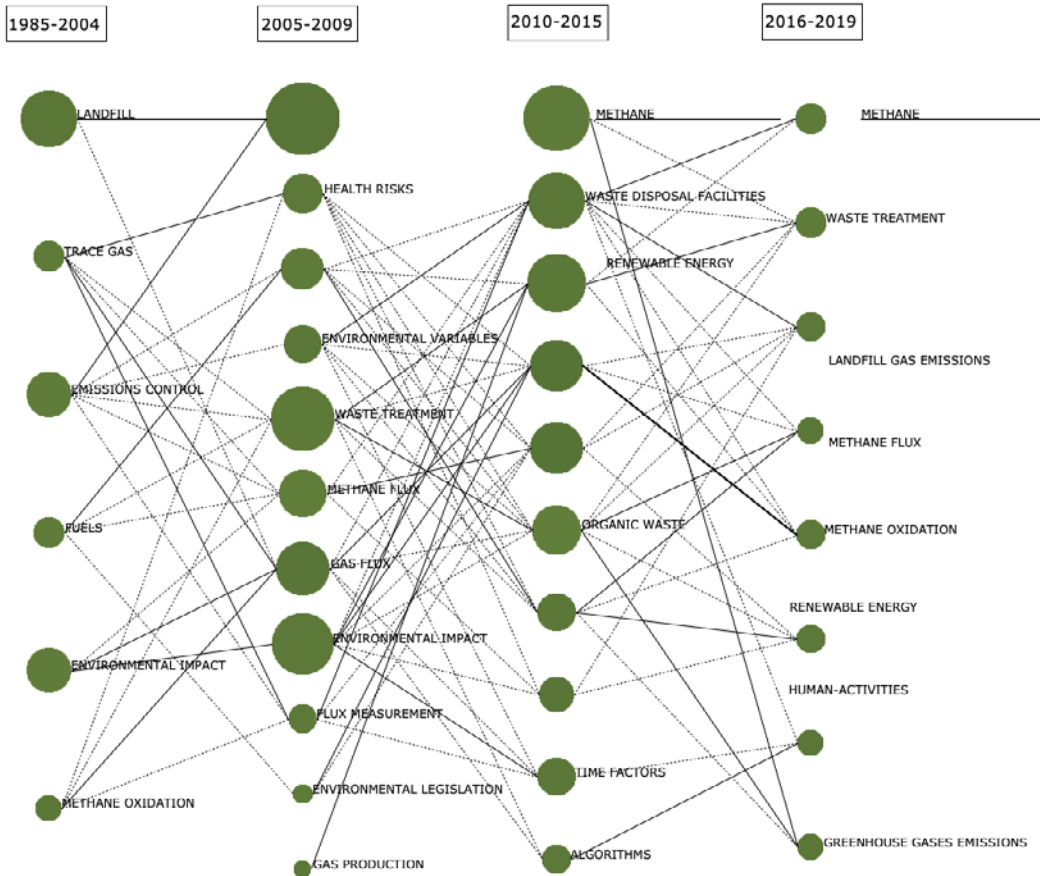 1985-2004
2005-2009
2010-2015
2016-2019
LANDFILL
TRACE GAS
EMISSIONS CONTROL
FUELS
ENVIRONMENTAL IMPACT
METHANE OXIDATION
HEALTH RISKS
ENVIRONMENTAL VARIABLES
WASTE TREATMENT
METHANE FLUX
GAS FLUX
ENVIRONMENTAL IMPACT
FLUX MEASUREMENT
ENVIRONMENTAL LEGISLATION
GAS PRODUCTION
METHANE
WASTE DISPOSAL FACILITIES
RENEWABLE ENERGY
ORGANIC WASTE
TIME FACTORS
ALGORITHMS
METHANE
WASTE TREATMENT
LANDFILL GAS EMISSIONS
METHANE FLUX
METHANE OXIDATION
RENEWABLE ENERGY
HUMAN-ACTIVITIES
GREENHOUSE GASES EMISSIONS